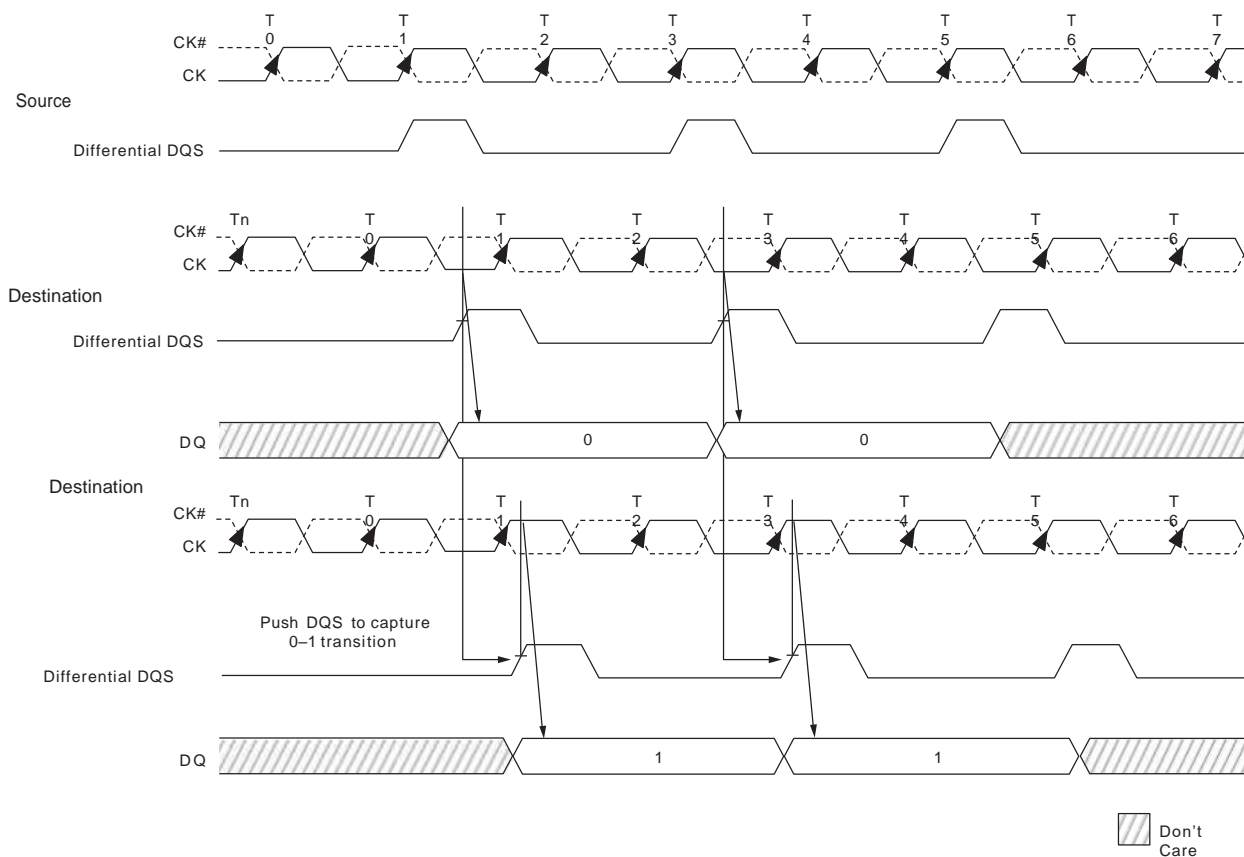 T T T T T T T T
0 1 2 3 4 5 6 7
CK#
CK
Source
Differential DQS
Tn T T T T T T T
0 1 2 3 4 5 6
CK#
CK
Destination
Differential DQS
DQ 0 0
Destination
Tn T T T T T T T
0 1 2 3 4 5 6
CK#
CK
Push DQS to capture
0–1 transition
Differential DQS
DQ 1 1
Don't
Care